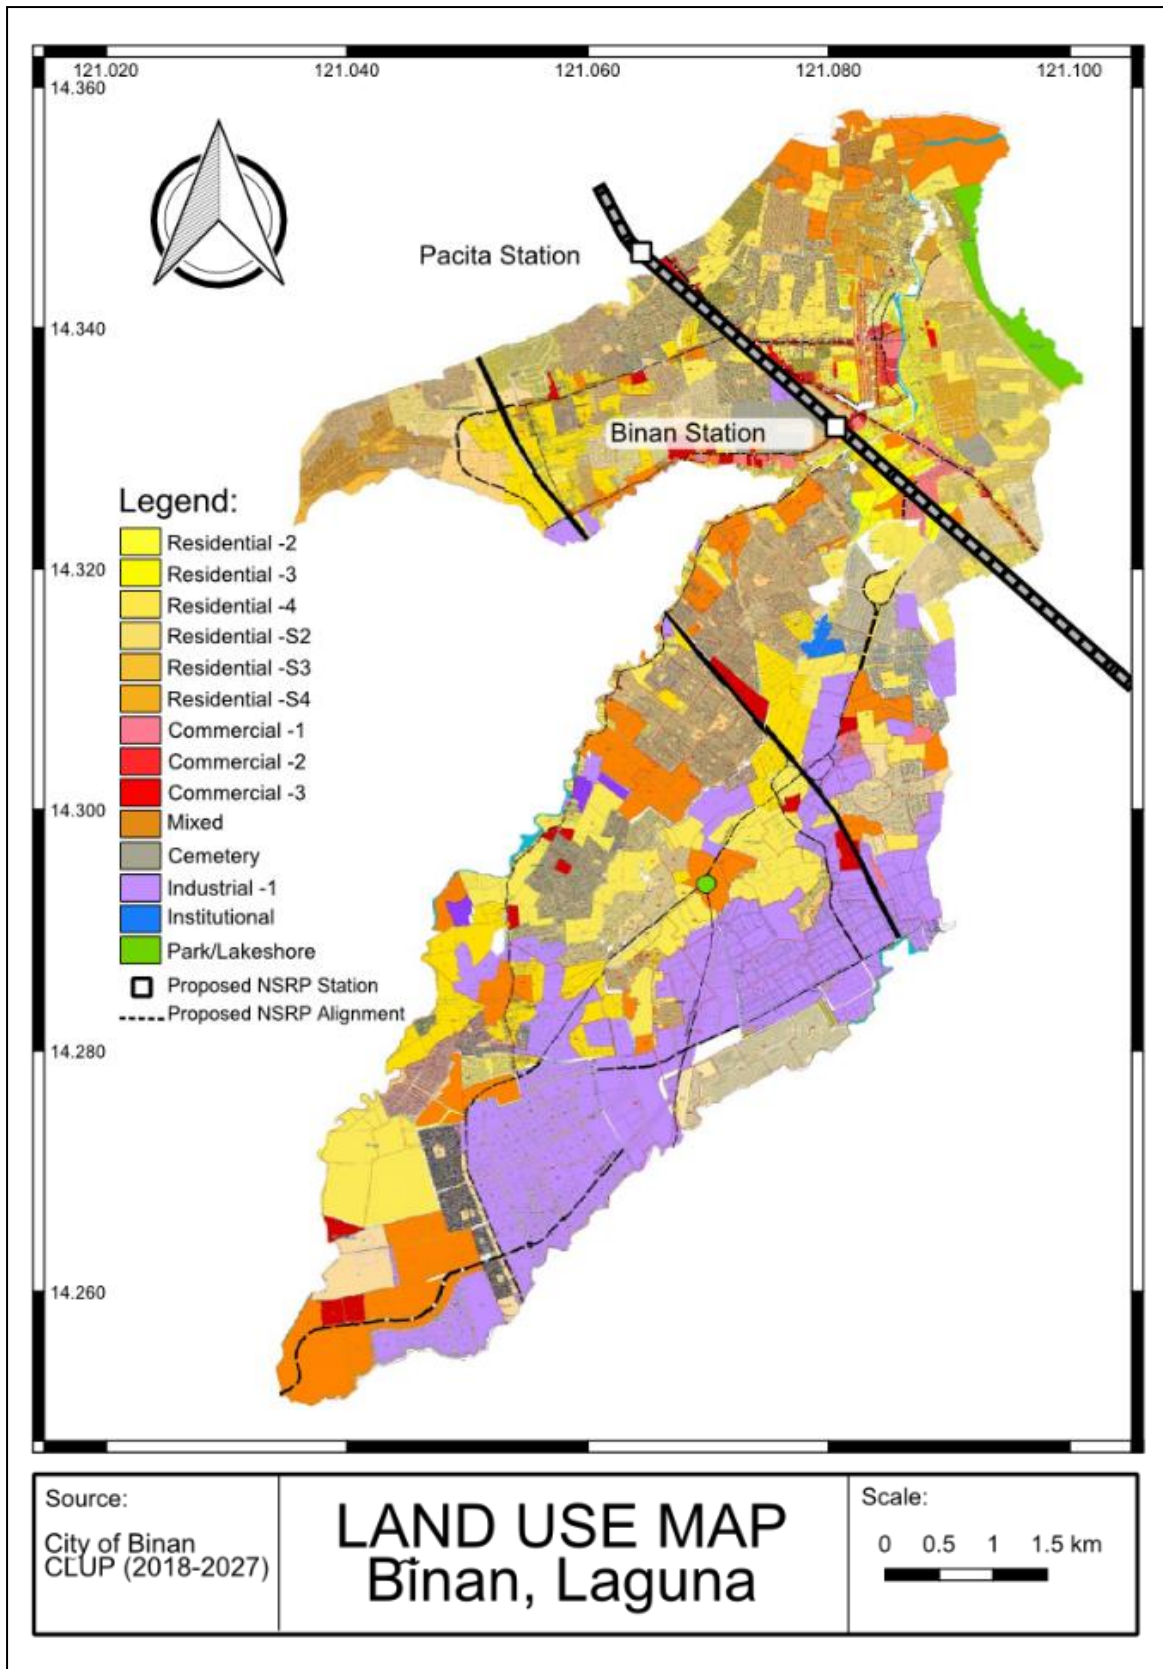 121.020 121.040 121.060 121.080 121.100
14.360
Pacita Station
14.340
Binan Station
Legend:
Residential -2
Residential -3
14.320
Residential -4
Residential -S2
Residential -S3
Residential -S4
Commercial -1
Commercial -2
Commercial -3
14.300
Mixed
Cemetery
Industrial -1
Institutional
Park/Lakeshore
Proposed NSRP Station
Proposed NSRP Alignment
14.280
14.260
Source:
City of Binan
CLUP (2018-2027)
LAND USE MAP
Biñan, Laguna
Scale:
0 0.5 1 1.5 km